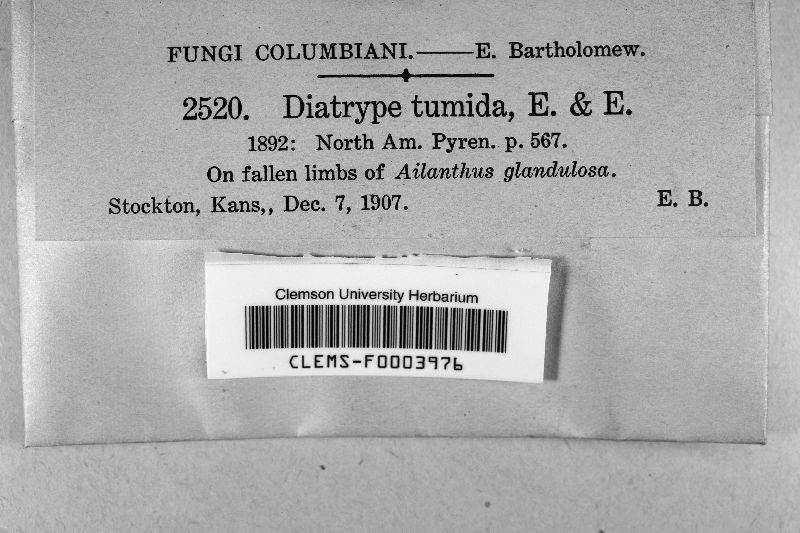 FUNGI COLUMBIANI.——E. Bartholomew.
2520. Diatrype tumida, E. & E.
1892: North Am. Pyren. p. 567.
On fallen limbs of Ailanthus glandulosa.
Stockton, Kans,, Dec. 7, 1907. E. B.
Clemson University Herbarium
CLEMS-F0003976